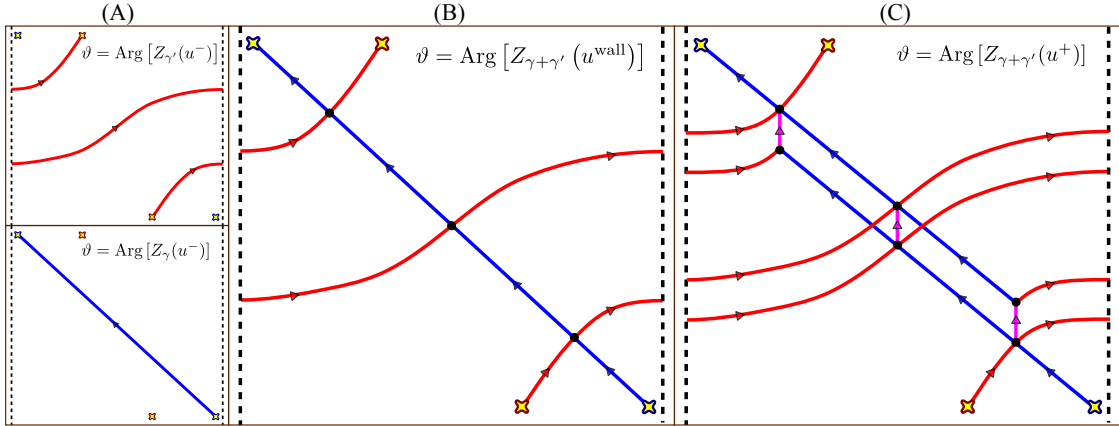 (A)
(B)
(C)
ϑ = Arg [Z_{γ'}(u^−)]
ϑ = Arg [Z_γ(u^−)]
ϑ = Arg [Z_{γ+γ'} (u^{wall})]
ϑ = Arg [Z_{γ+γ'}(u^+)]